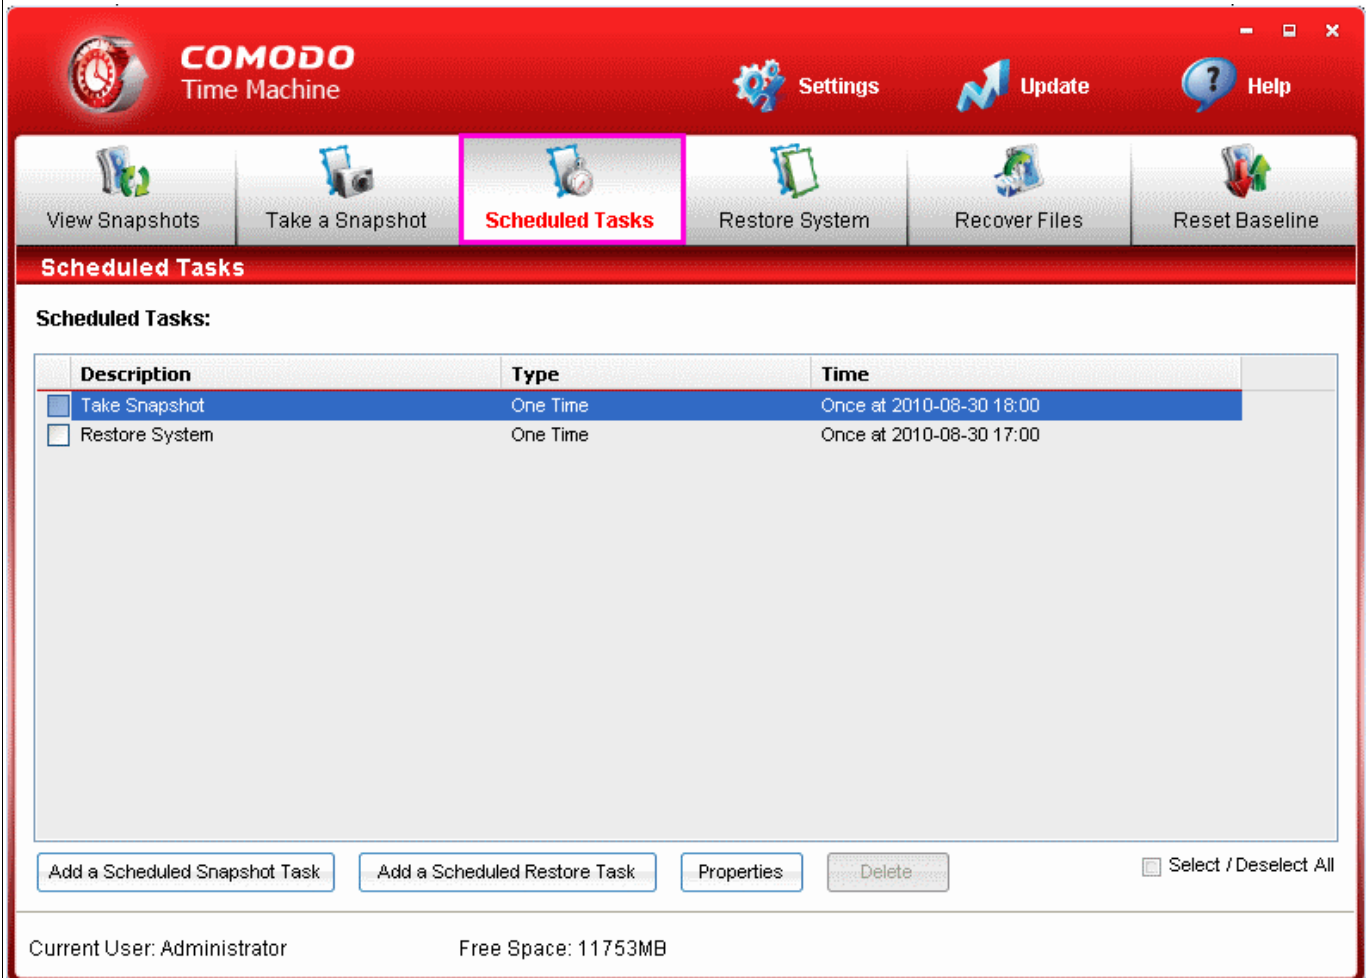 COMODO
Time Machine
Settings
Update
Help
View Snapshots
Take a Snapshot
Scheduled Tasks
Restore System
Recover Files
Reset Baseline
Scheduled Tasks
Scheduled Tasks:
Description Type Time
Take Snapshot One Time Once at 2010-08-30 18:00
Restore System One Time Once at 2010-08-30 17:00
Add a Scheduled Snapshot Task
Add a Scheduled Restore Task
Properties
Delete
Select / Deselect All
Current User: Administrator
Free Space: 11753MB